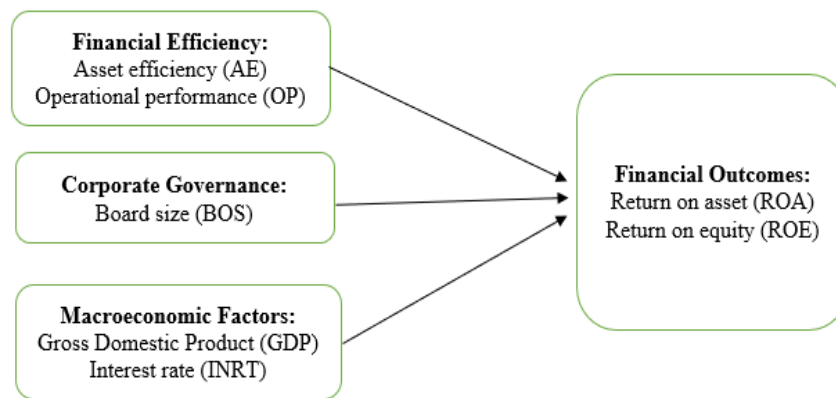 Financial Efficiency:
Asset efficiency (AE)
Operational performance (OP)
Corporate Governance:
Board size (BOS)
Macroeconomic Factors:
Gross Domestic Product (GDP)
Interest rate (INRT)
Financial Outcomes:
Return on asset (ROA)
Return on equity (ROE)